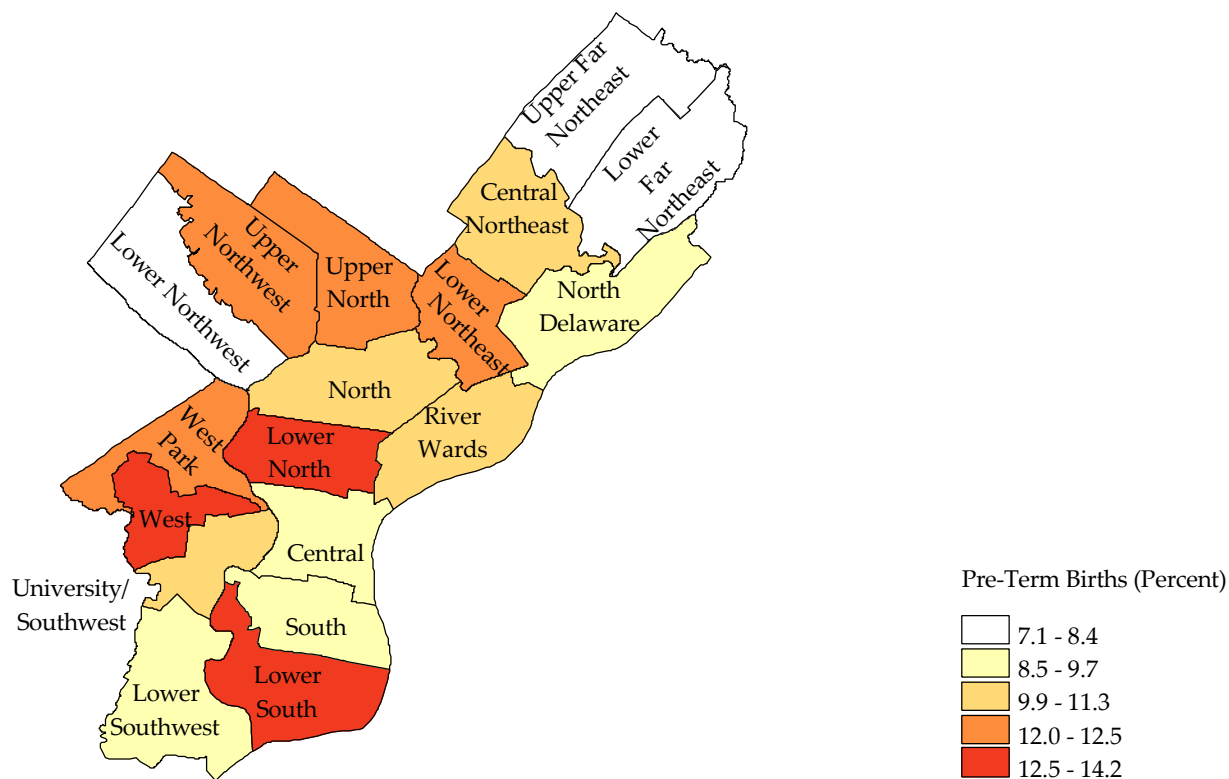 Upper Far
Northeast
Lower
Far
Northeast
Central
Northeast
Upper
Northwest
Lower Northwest
Upper
North
Lower
Northeast
North
Delaware
North
River
Wards
West
Park
Lower
North
West
Central
University/
Southwest
South
Lower
Southwest
Lower
South
Pre-Term Births (Percent)
7.1 - 8.4
8.5 - 9.7
9.9 - 11.3
12.0 - 12.5
12.5 - 14.2